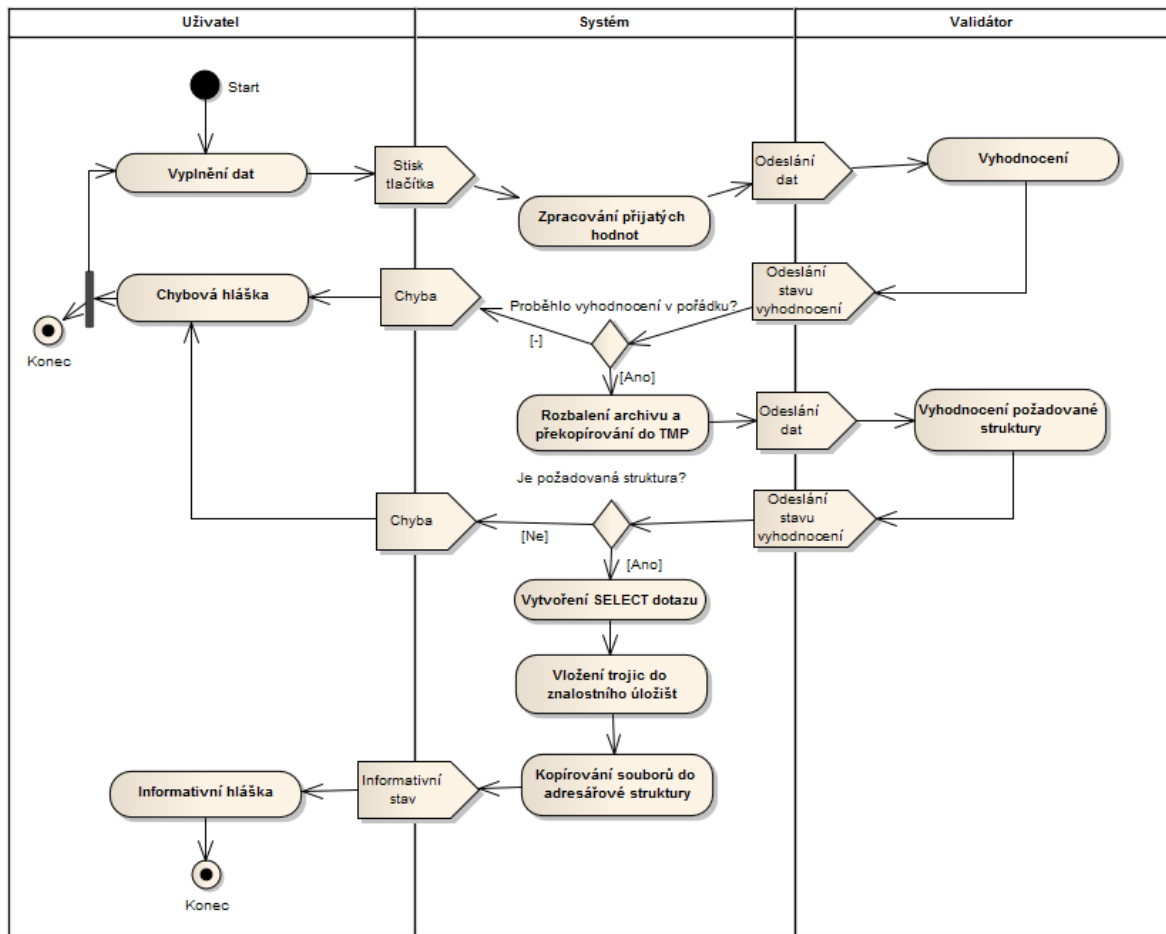 Uživatel
Systém
Validátor
Start
Vyplnění dat
Stisk
tlačítka
Zpracování přijatých
hodnot
Odeslání
dat
Vyhodnocení
Odeslání
stavu
vyhodnocení
Proběhlo vyhodnocení v pořádku?
Chyba
Chybová hláška
Konec
[-]
[Ano]
Rozbalení archivu a
překopírování do TMP
Odeslání
dat
Vyhodnocení požadované
struktury
Odeslání
stavu
vyhodnocení
Je požadovaná struktura?
Chyba
[Ne]
[Ano]
Vytvoření SELECT dotazu
Vložení trojic do
znalostního úložišt
Kopírování souborů do
adresářové struktury
Informativní
stav
Informativní hláška
Konec